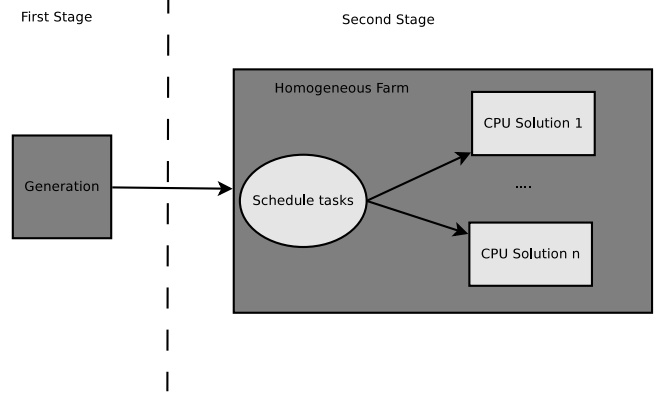 First Stage
Second Stage
Homogeneous Farm
CPU Solution 1
Generation
Schedule tasks
....
CPU Solution n